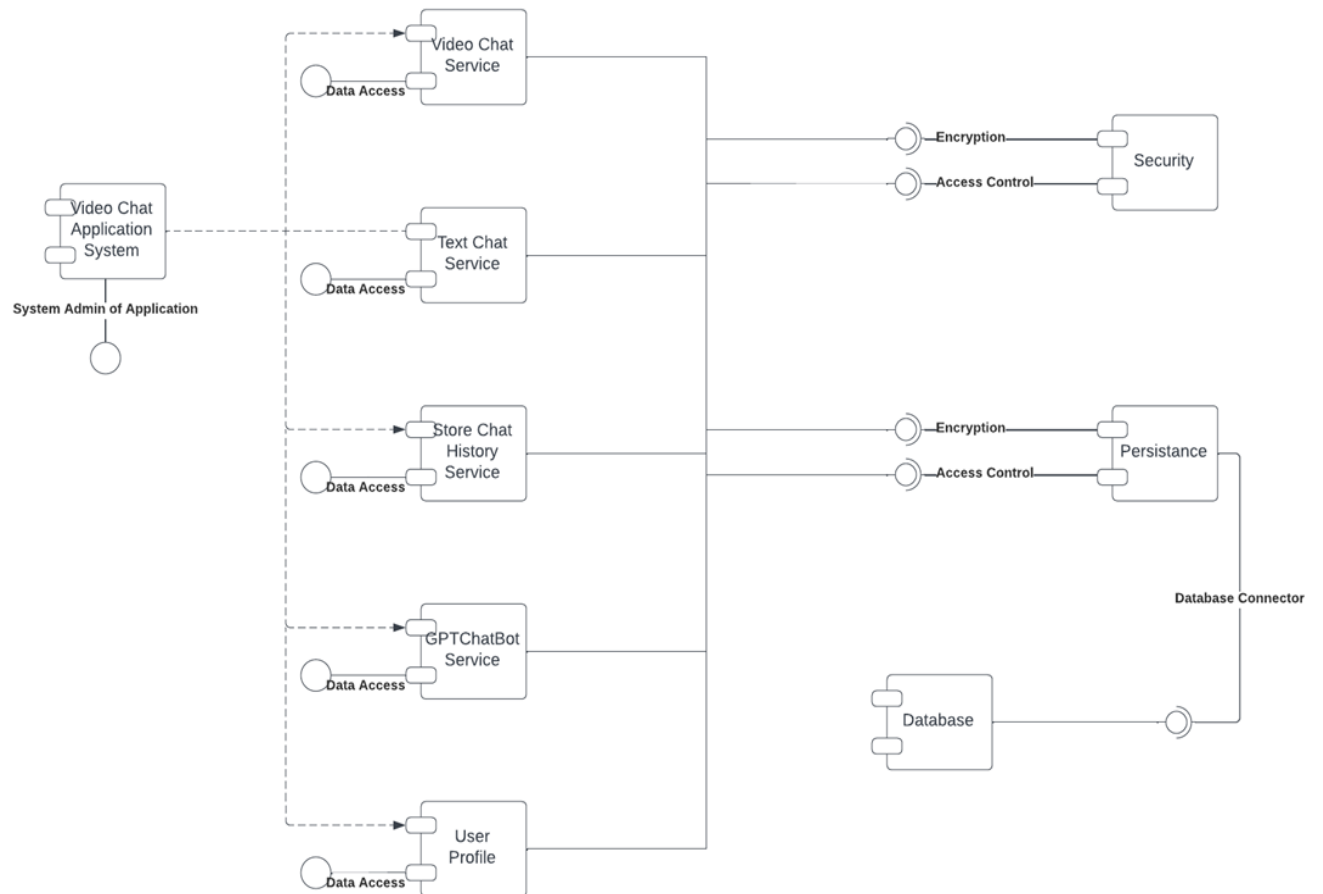 Video Chat
Service
Data Access
Encryption
Access Control
Security
Video Chat
Application
System
System Admin of Application
Text Chat
Service
Data Access
Store Chat
History
Service
Data Access
Encryption
Access Control
Persistance
Database Connector
GPTChatBot
Service
Data Access
Database
User
Profile
Data Access